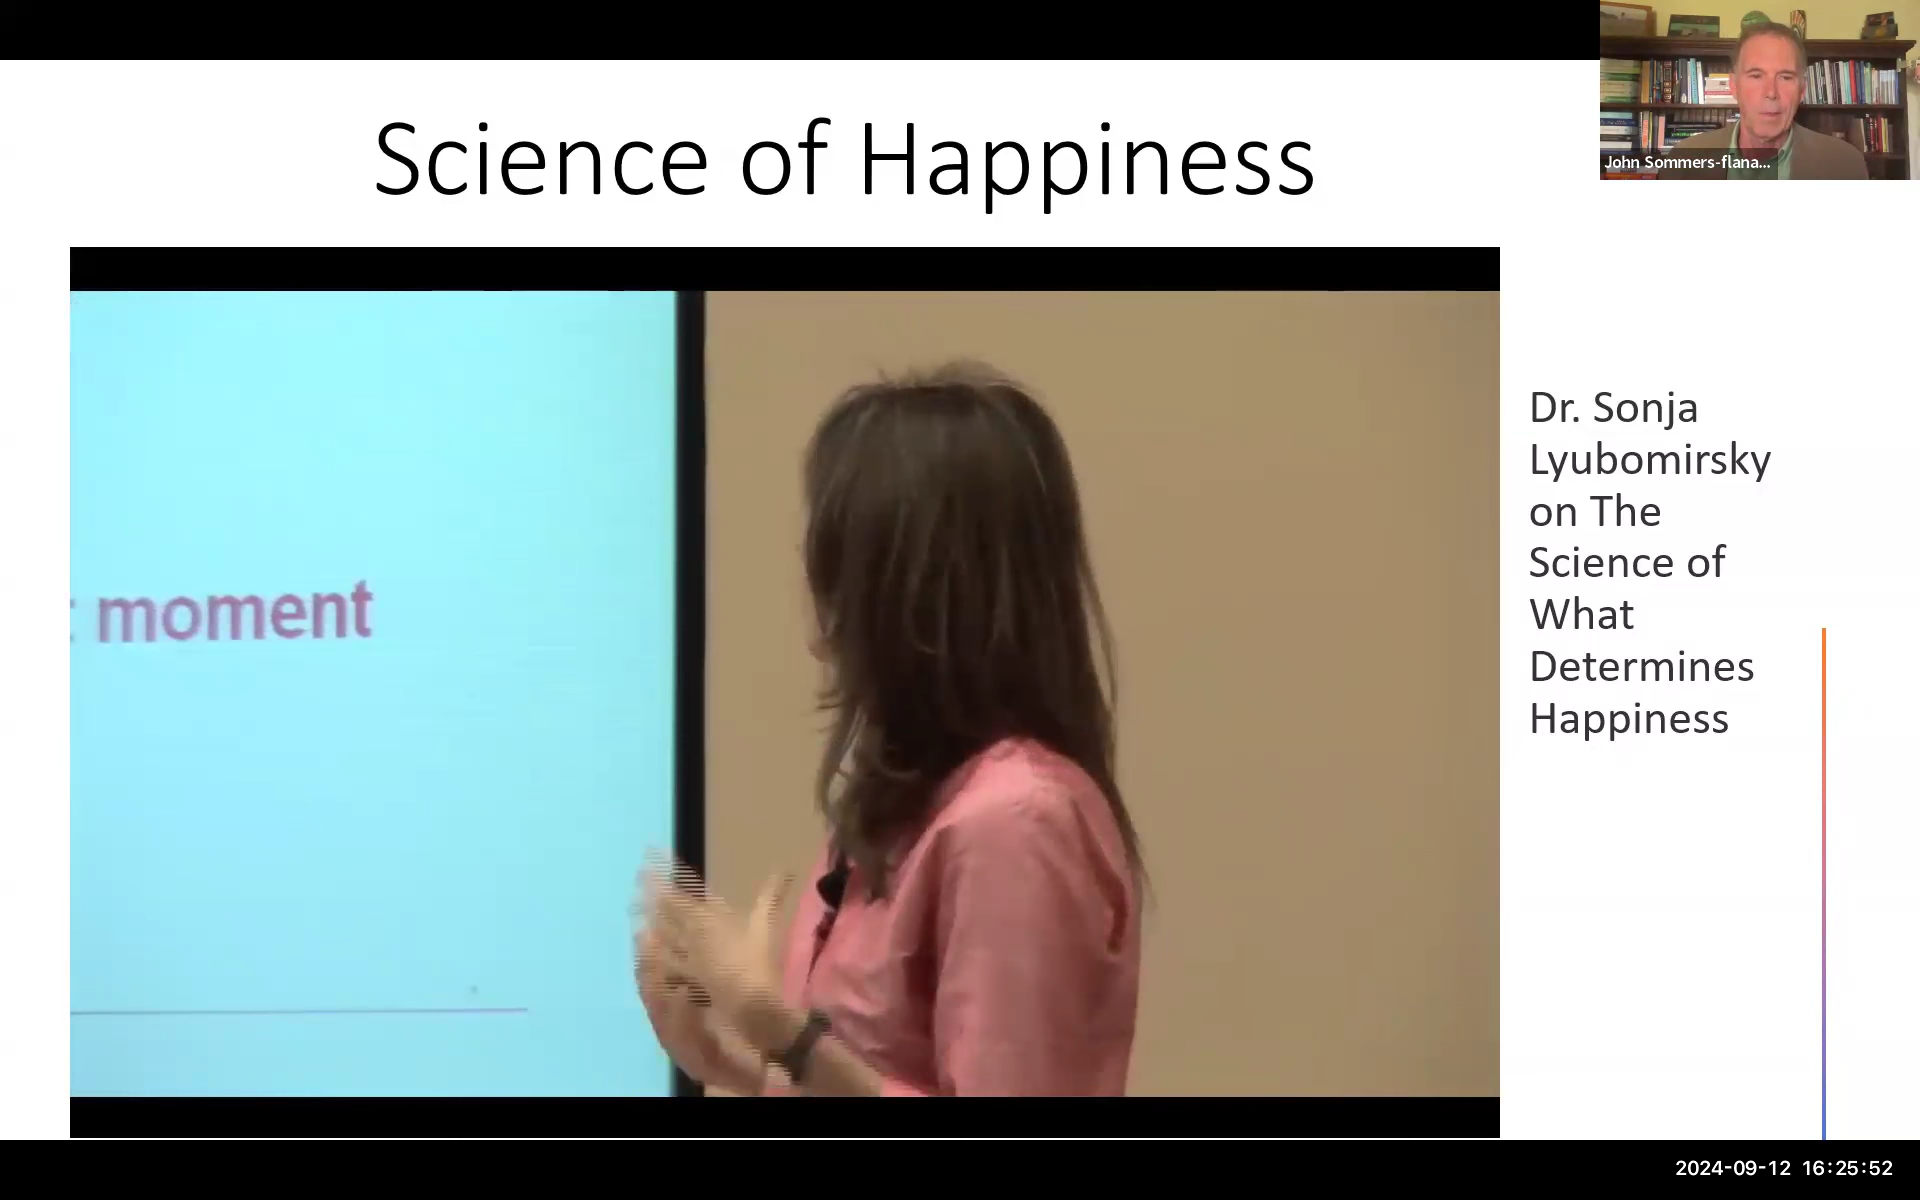 Science of Happiness
John Sommers-flana...
moment
Dr. Sonja
Lyubomirsky
on The
Science of
What
Determines
Happiness
2024-09-12 16:25:52